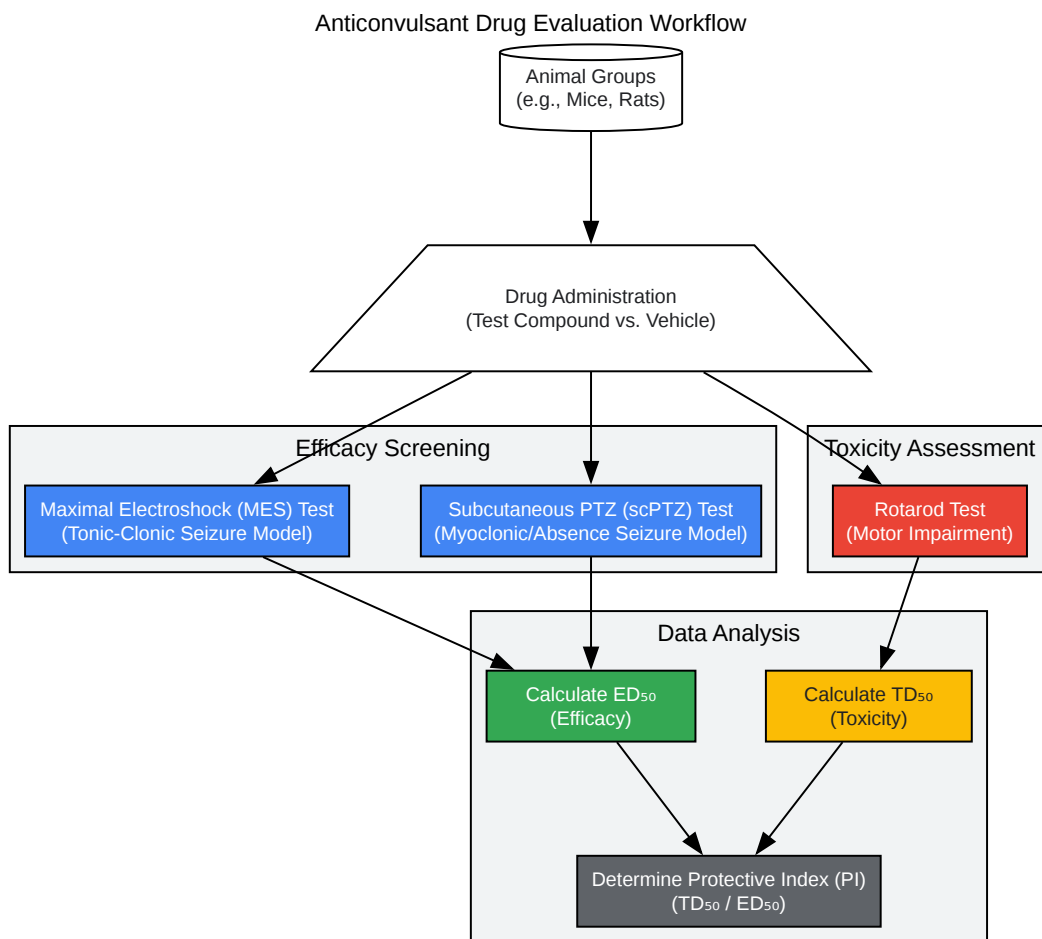 Anticonvulsant Drug Evaluation Workflow
Animal Groups
(e.g., Mice, Rats)
Drug Administration
(Test Compound vs. Vehicle)
Efficacy Screening
Toxicity Assessment
Maximal Electroshock (MES) Test
(Tonic-Clonic Seizure Model)
Subcutaneous PTZ (scPTZ) Test
(Myoclonic/Absence Seizure Model)
Rotarod Test
(Motor Impairment)
Data Analysis
Calculate ED₅₀
(Efficacy)
Calculate TD₅₀
(Toxicity)
Determine Protective Index (PI)
(TD₅₀ / ED₅₀)